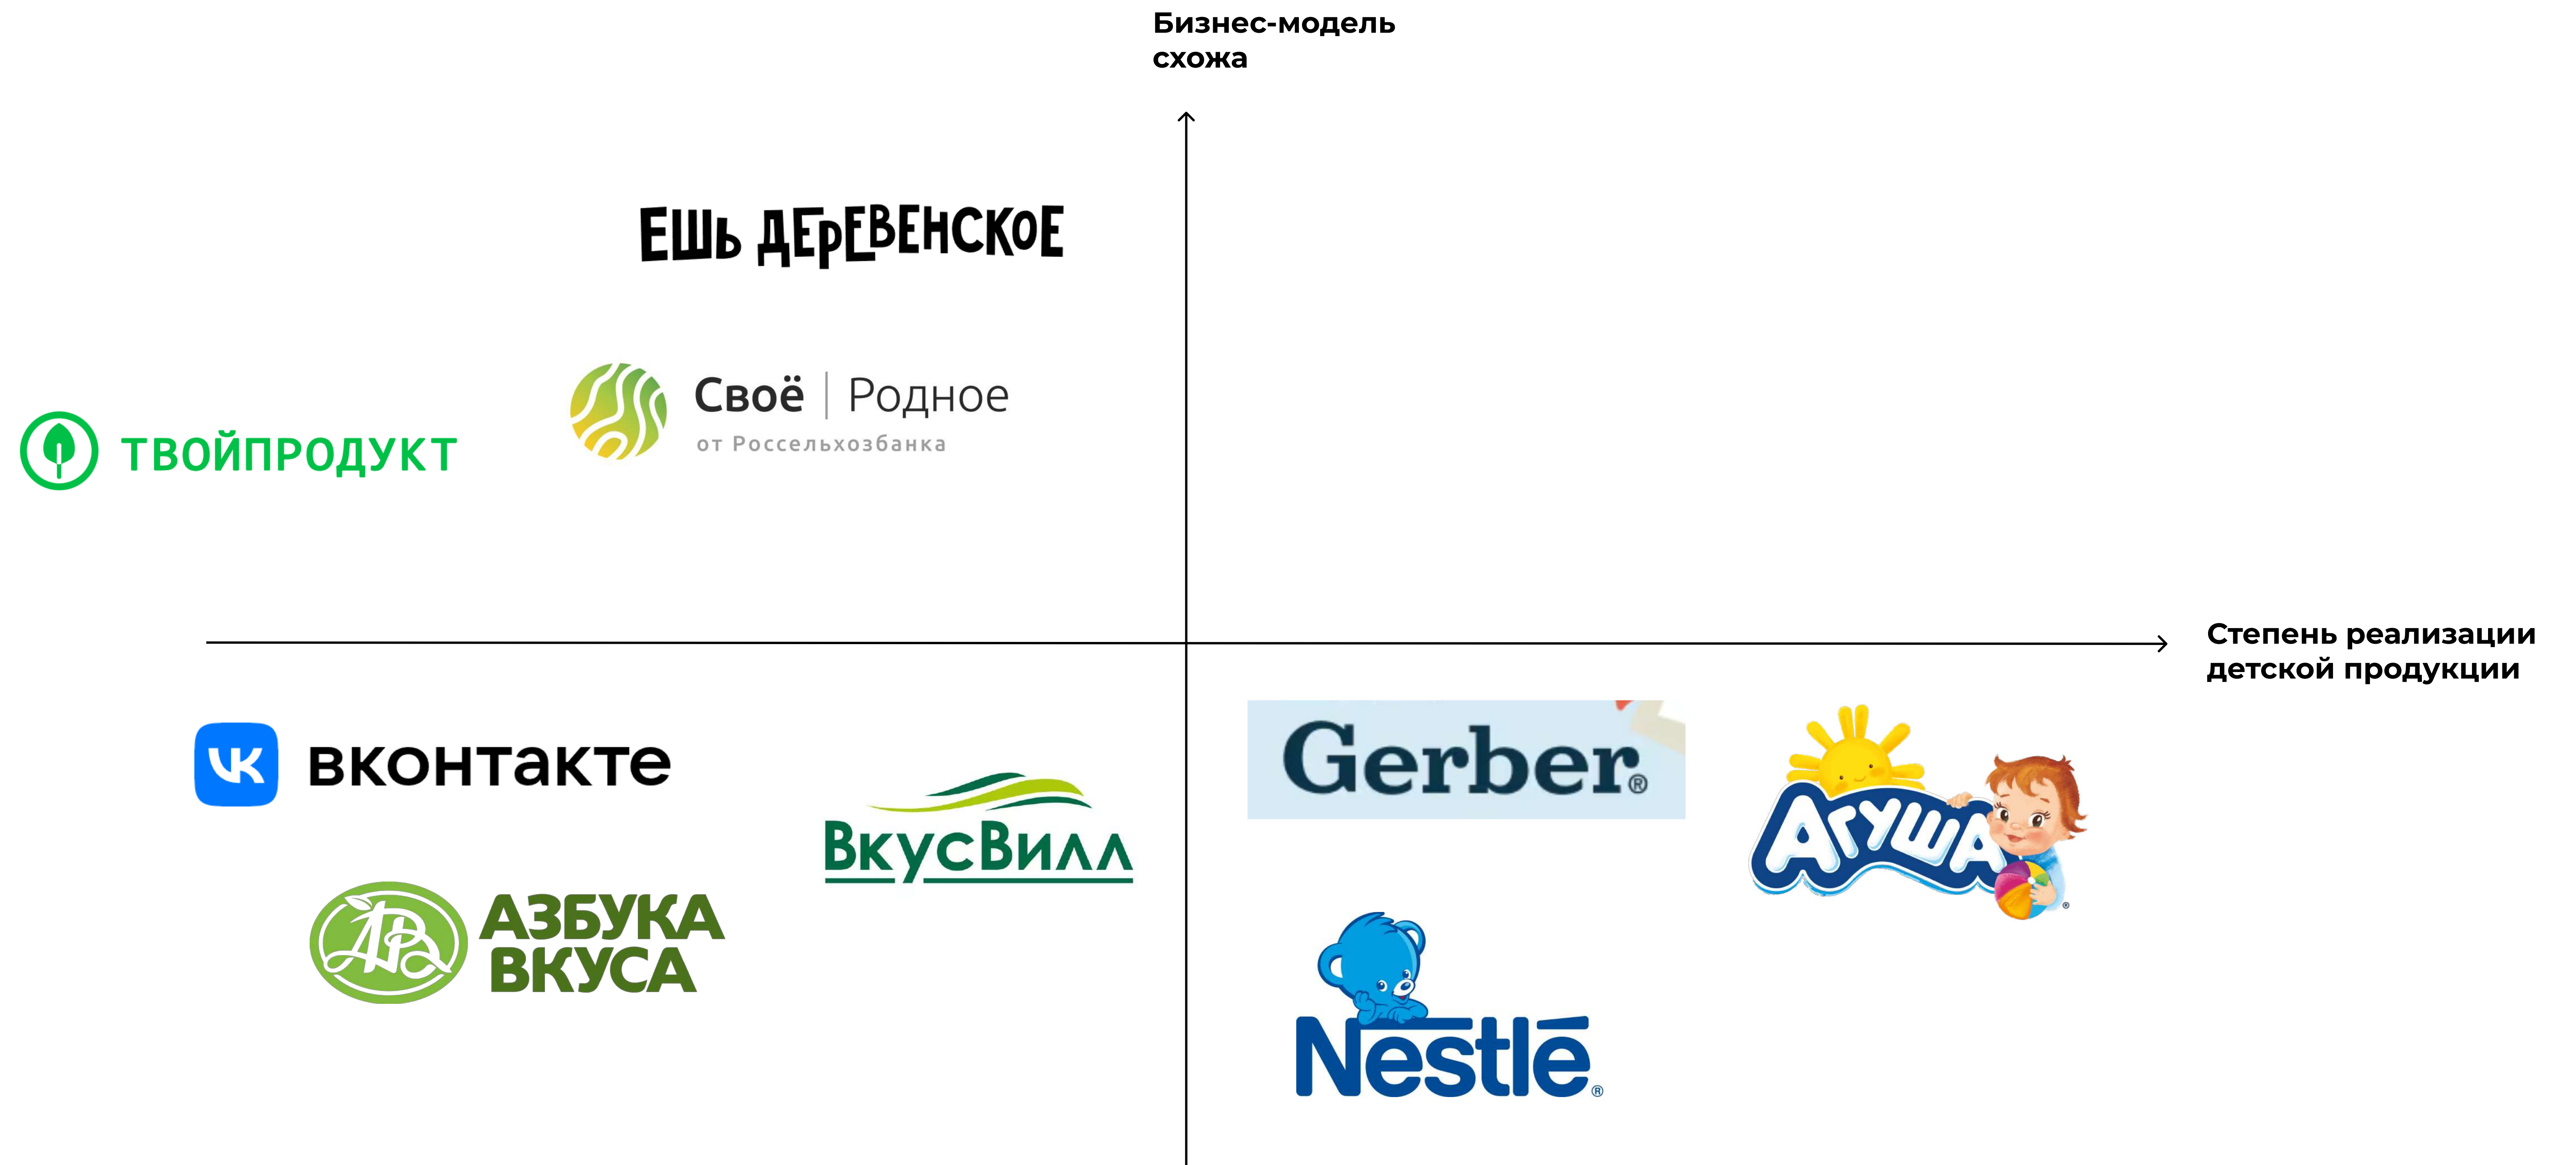 Бизнес-модель
схожа
ЕШЬ ДЕРЕВЕНСКОЕ
Своё | Родное
от Россельхозбанка
ТВОЙПРОДУКТ
Степень реализации
детской продукции
вконтакте
ВкусВилл
АЗБУКА
ВКУСА
Gerber®
АГУША®
Nestlé®